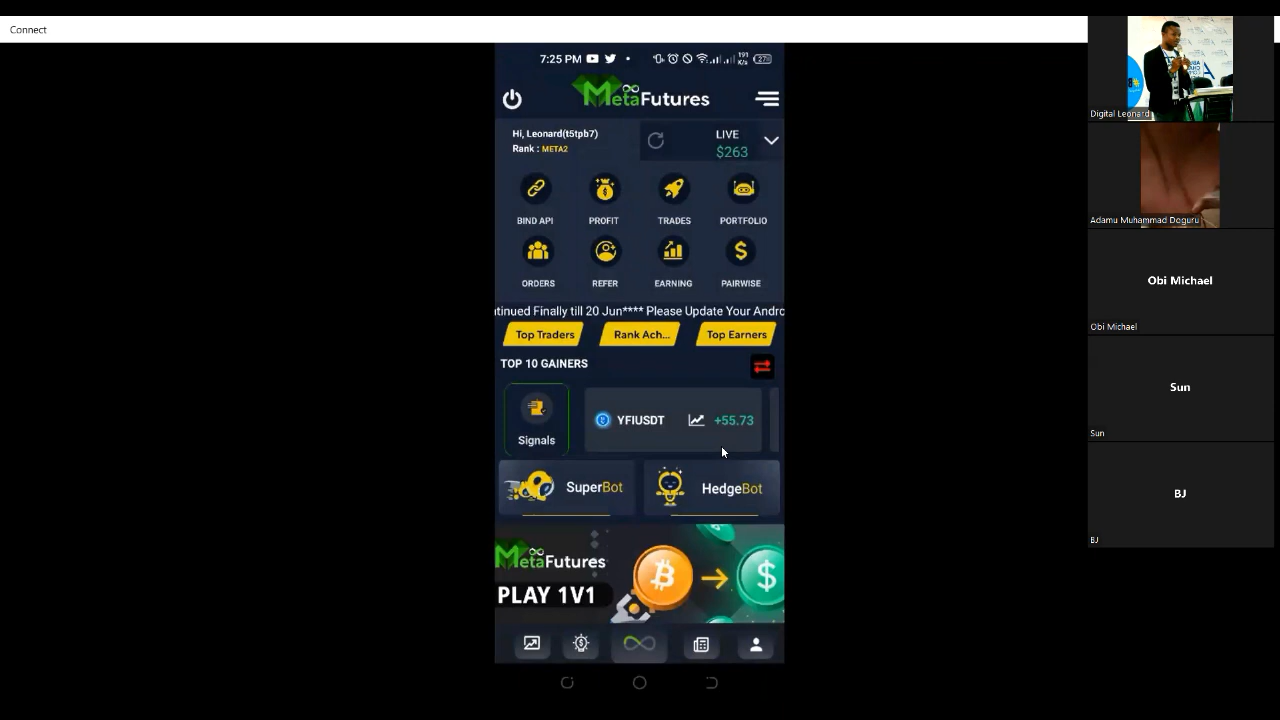 Connect
7:25 PM
191
K/s
27
MetaFutures
Hi, Leonard(t5tpb7)
Rank : META2
LIVE
$263
BIND API
PROFIT
TRADES
PORTFOLIO
ORDERS
REFER
EARNING
PAIRWISE
ntinued Finally till 20 Jun**** Please Update Your Andro
Top Traders
Rank Ach...
Top Earners
TOP 10 GAINERS
Signals
YFIUSDT
+55.73
SuperBot
HedgeBot
MetaFutures
PLAY 1V1
Digital Leonard
Adamu Muhammad Doguru
Obi Michael
Obi Michael
Sun
Sun
BJ
BJ